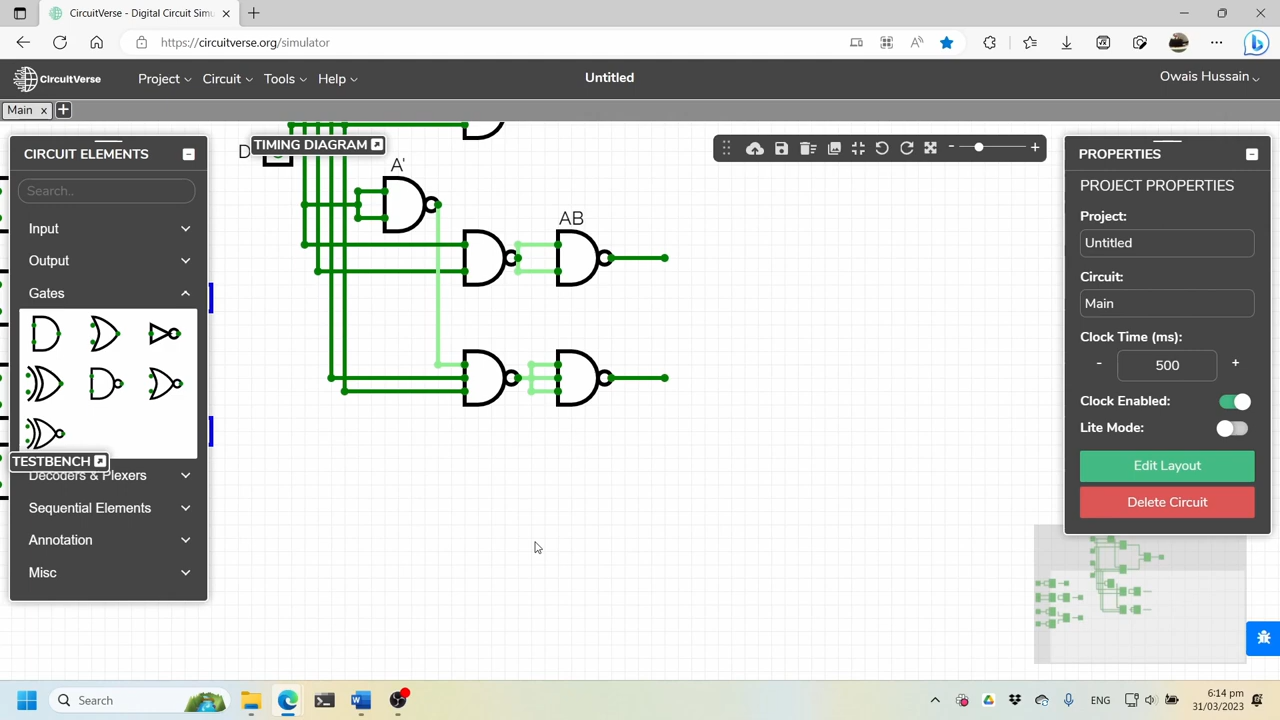 CircuitVerse - Digital Circuit Simu
https://circuitverse.org/simulator
CircuitVerse
Project
Circuit
Tools
Help
Untitled
Owais Hussain
Main
D
TIMING DIAGRAM
CIRCUIT ELEMENTS
Search..
Input
Output
Gates
TESTBENCH
Decoders & Plexers
Sequential Elements
Annotation
Misc
A'
AB
PROPERTIES
PROJECT PROPERTIES
Project:
Untitled
Circuit:
Main
Clock Time (ms):
- 500 +
Clock Enabled:
Lite Mode:
Edit Layout
Delete Circuit
Search
ENG
6:14 pm
31/03/2023